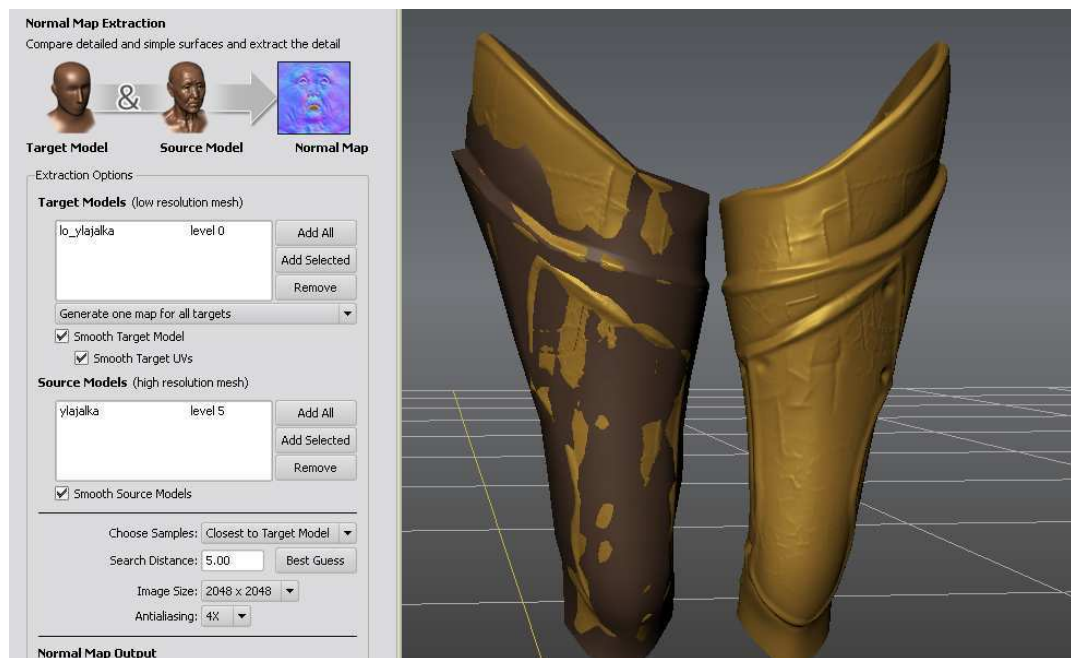 Normal Map Extraction
Compare detailed and simple surfaces and extract the detail
&
Target Model Source Model Normal Map
Extraction Options
Target Models (low resolution mesh)
lo_ylajalka level 0
Add All
Add Selected
Remove
Generate one map for all targets
Smooth Target Model
Smooth Target UVs
Source Models (high resolution mesh)
ylajalka level 5
Add All
Add Selected
Remove
Smooth Source Models
Choose Samples: Closest to Target Model
Search Distance: 5.00 Best Guess
Image Size: 2048 x 2048
Antialiasing: 4X
Normal Map Output